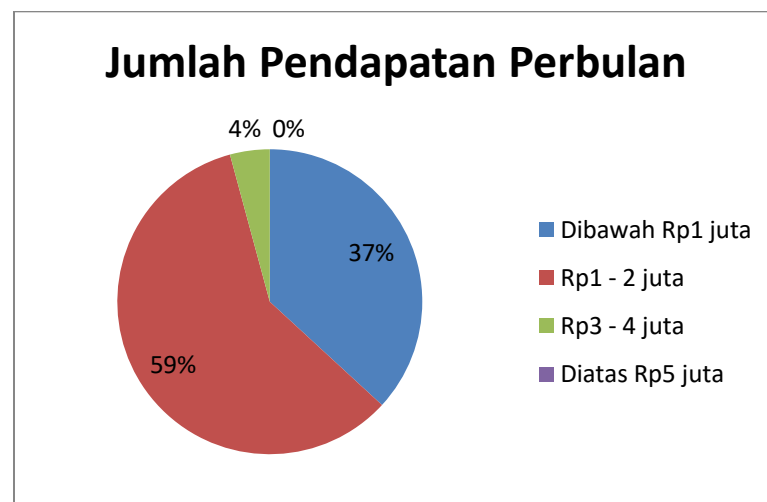 Jumlah Pendapatan Perbulan
4% 0%
37%
59%
Dibawah Rp1 juta
Rp1 - 2 juta
Rp3 - 4 juta
Diatas Rp5 juta